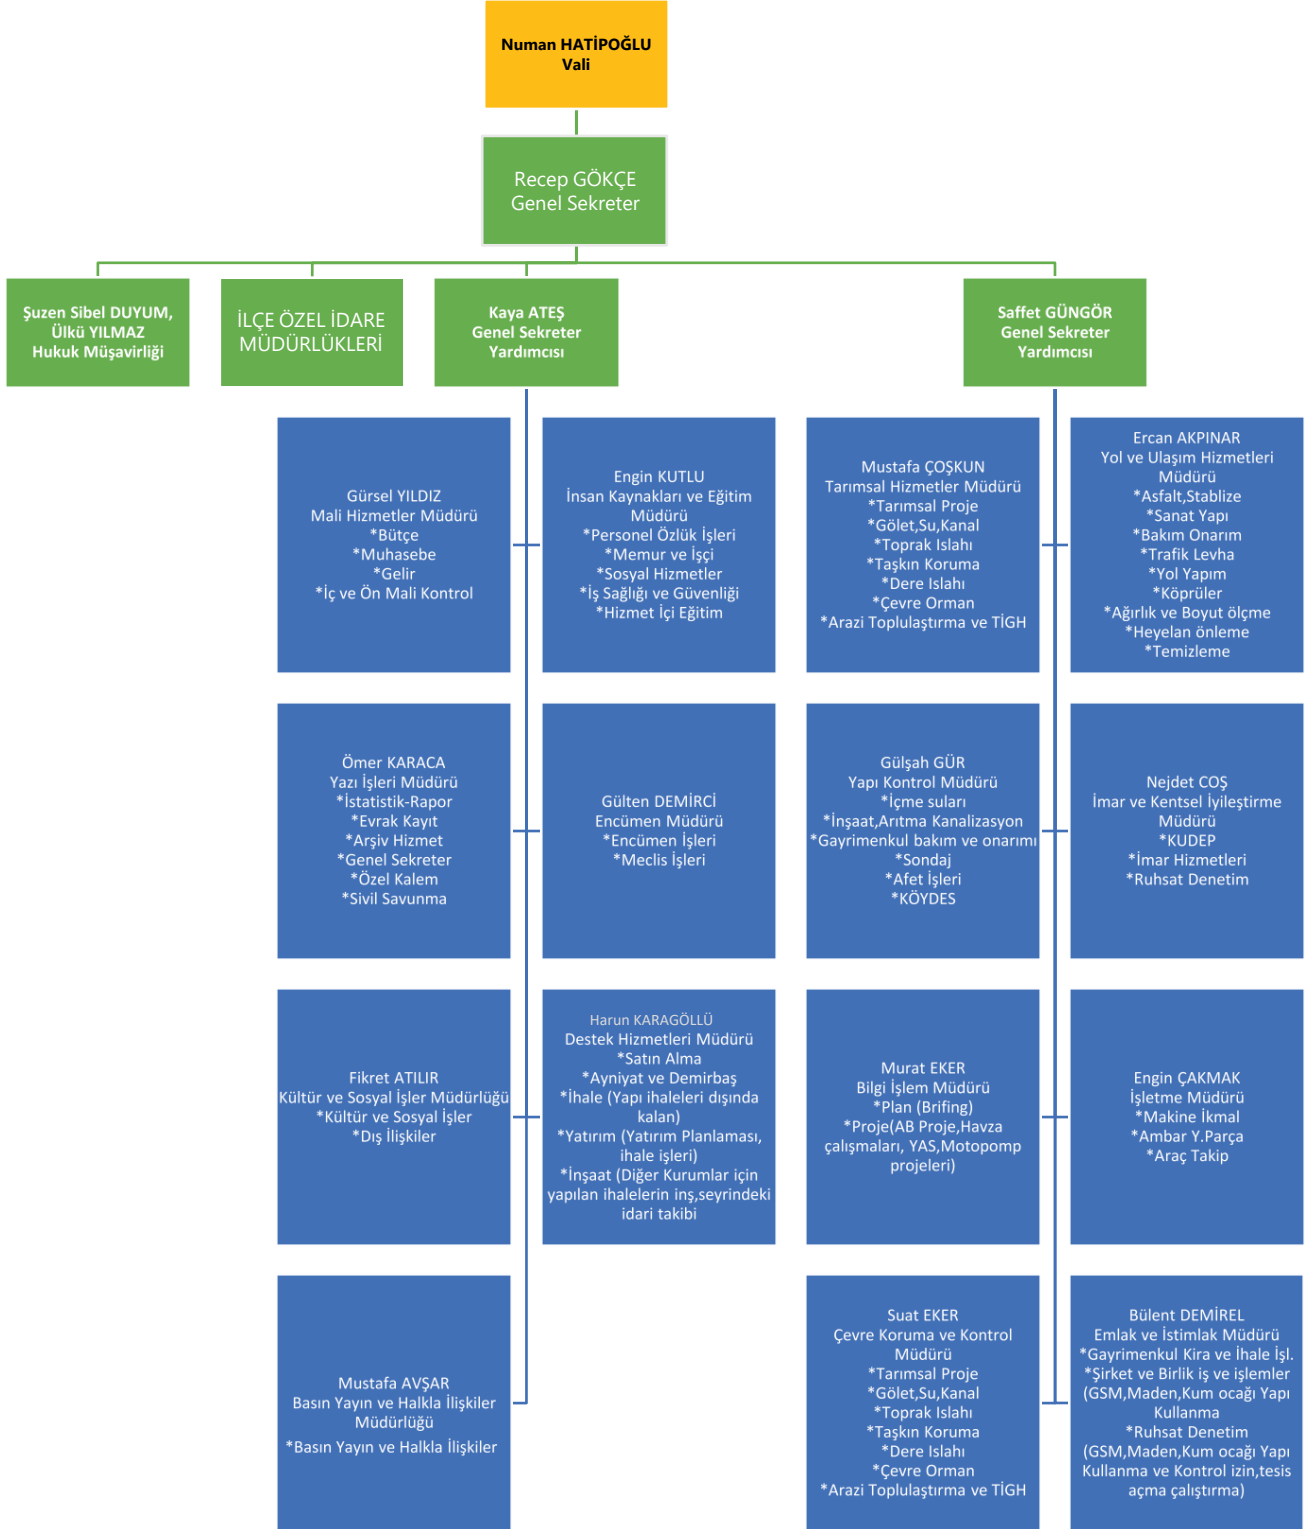 Numan HATİPOĞLU
Vali
Recep GÖKÇE
Genel Sekreter
Şuzen Sibel DUYUM,
Ülkü YILMAZ
Hukuk Müşavirliği
İLÇE ÖZEL İDARE
MÜDÜRLÜKLERİ
Kaya ATEŞ
Genel Sekreter
Yardımcısı
Saffet GÜNGÖR
Genel Sekreter
Yardımcısı
Gürsel YILDIZ
Mali Hizmetler Müdürü
*Bütçe
*Muhasebe
*Gelir
*İç ve Ön Mali Kontrol
Engin KUTLU
İnsan Kaynakları ve Eğitim
Müdürü
*Personel Özlük İşleri
*Memur ve İşçi
*Sosyal Hizmetler
*İş Sağlığı ve Güvenliği
*Hizmet İçi Eğitim
Mustafa ÇOŞKUN
Tarımsal Hizmetler Müdürü
*Tarımsal Proje
*Gölet,Su,Kanal
*Toprak Islahı
*Taşkın Koruma
*Dere Islahı
*Çevre Orman
*Arazi Toplulaştırma ve TİGH
Ercan AKPINAR
Yol ve Ulaşım Hizmetleri
Müdürü
*Asfalt,Stablize
*Sanat Yapı
*Bakım Onarım
*Trafik Levha
*Yol Yapım
*Köprüler
*Ağırlık ve Boyut ölçme
*Heyelan önleme
*Temizleme
Ömer KARACA
Yazı İşleri Müdürü
*İstatistik-Rapor
*Evrak Kayıt
*Arşiv Hizmet
*Genel Sekreter
*Özel Kalem
*Sivil Savunma
Gülten DEMİRCİ
Encümen Müdürü
*Encümen İşleri
*Meclis İşleri
Gülşah GÜR
Yapı Kontrol Müdürü
*İçme suları
*İnşaat,Arıtma Kanalizasyon
*Gayrimenkul bakım ve onarımı
*Sondaj
*Afet İşleri
*KÖYDES
Nejdet COŞ
İmar ve Kentsel İyileştirme
Müdürü
*KUDEP
*İmar Hizmetleri
*Ruhsat Denetim
Fikret ATILIR
Kültür ve Sosyal İşler Müdürlüğü
*Kültür ve Sosyal İşler
*Dış İlişkiler
Harun KARAGÖLLÜ
Destek Hizmetleri Müdürü
*Satın Alma
*Ayniyat ve Demirbaş
*İhale (Yapı ihaleleri dışında
kalan)
*Yatırım (Yatırım Planlaması,
ihale işleri)
*İnşaat (Diğer Kurumlar için
yapılan ihalelerin inş,seyrindeki
idari takibi
Murat EKER
Bilgi İşlem Müdürü
*Plan (Brifing)
*Proje(AB Proje,Havza
çalışmaları, YAS,Motopomp
projeleri)
Engin ÇAKMAK
İşletme Müdürü
*Makine İkmal
*Ambar Y.Parça
*Araç Takip
Mustafa AVŞAR
Basın Yayın ve Halkla İlişkiler
Müdürlüğü
*Basın Yayın ve Halkla İlişkiler
Suat EKER
Çevre Koruma ve Kontrol
Müdürü
*Tarımsal Proje
*Gölet,Su,Kanal
*Toprak Islahı
*Taşkın Koruma
*Dere Islahı
*Çevre Orman
*Arazi Toplulaştırma ve TİGH
Bülent DEMİREL
Emlak ve İstimlak Müdürü
*Gayrimenkul Kira ve İhale İşl.
*Şirket ve Birlik iş ve işlemler
(GSM,Maden,Kum ocağı Yapı
Kullanma
*Ruhsat Denetim
(GSM,Maden,Kum ocağı Yapı
Kullanma ve Kontrol izin,tesis
açma çalıştırma)